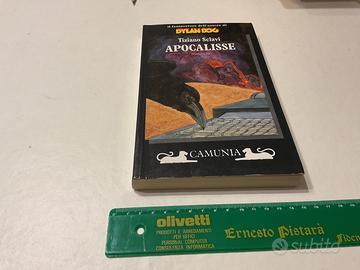 il fantastico dell'autore di
DYLAN DOG
Tiziano Sclavi
APOCALISSE
CAMUNIA
olivetti
PRODOTTI E ARREDAMENTI
PER UFFICI
PERSONAL COMPUTER
CONSULENZA INFORMATICA
Ernesto Pistarà
Fiden
subito